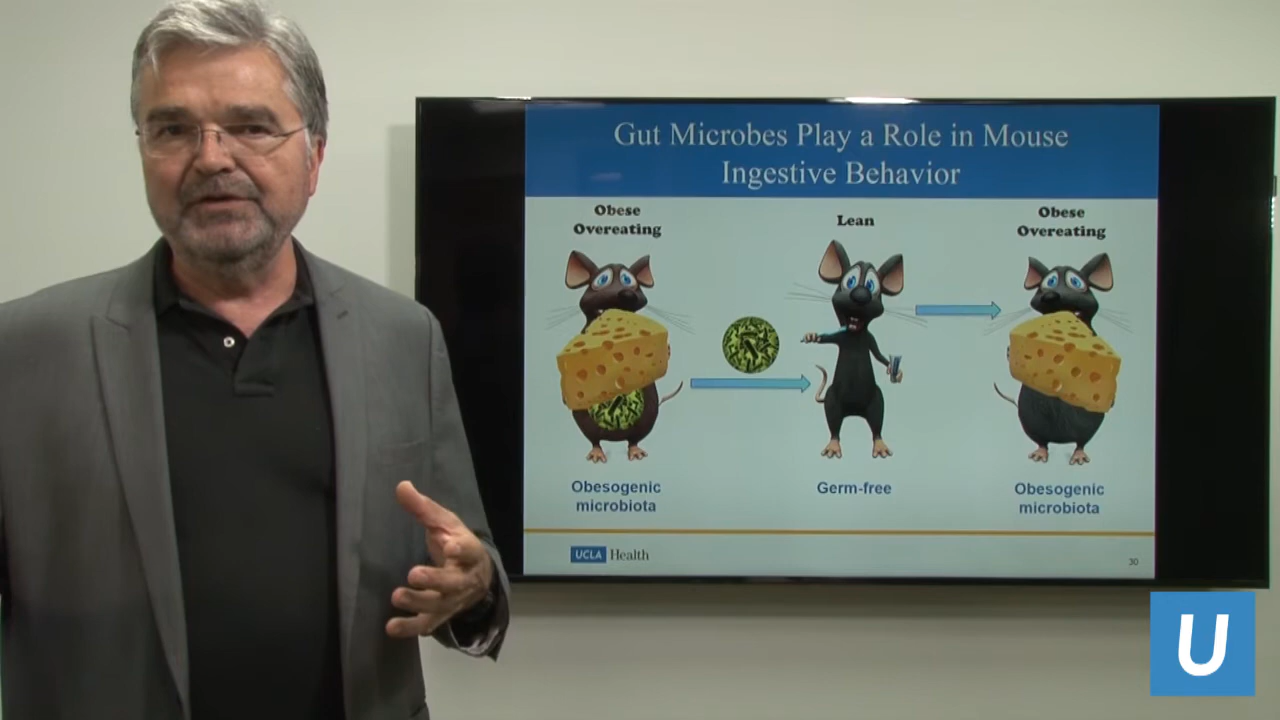 Gut Microbes Play a Role in Mouse
Ingestive Behavior
Obese
Overeating
Lean
Obese
Overeating
Obesogenic
microbiota
Germ-free
Obesogenic
microbiota
UCLA Health
30
U